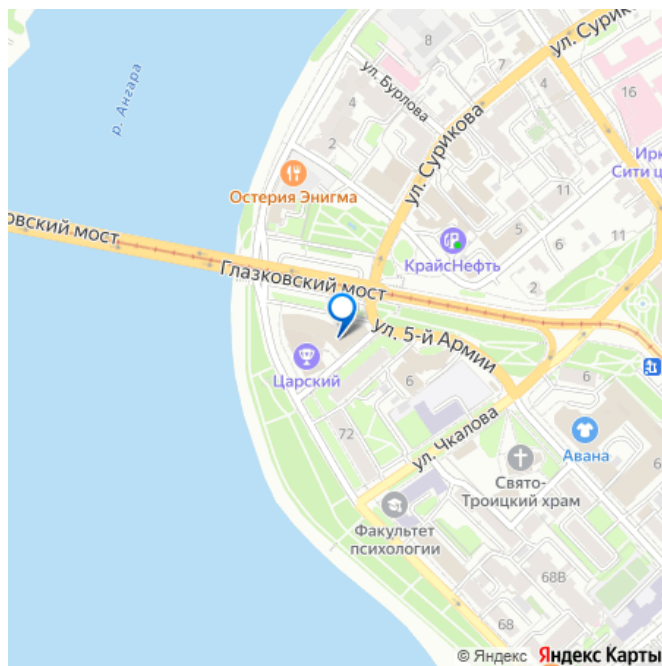 8
ул. Сурикова
7
ул. Бурлова
4
4
16
р. Ангара
2
ул. Сурикова
Остерия Энигма
11
Ирк
Сити ц
5
6
11
КрайсНефть
овский мост
Глазковский мост
2
ул. 5-й Армии
Царский
6
6
72
ул. Чкалова
Авана
Свято-
Троицкий храм
Факультет
психологии
68В
68
© Яндекс Яндекс Карты